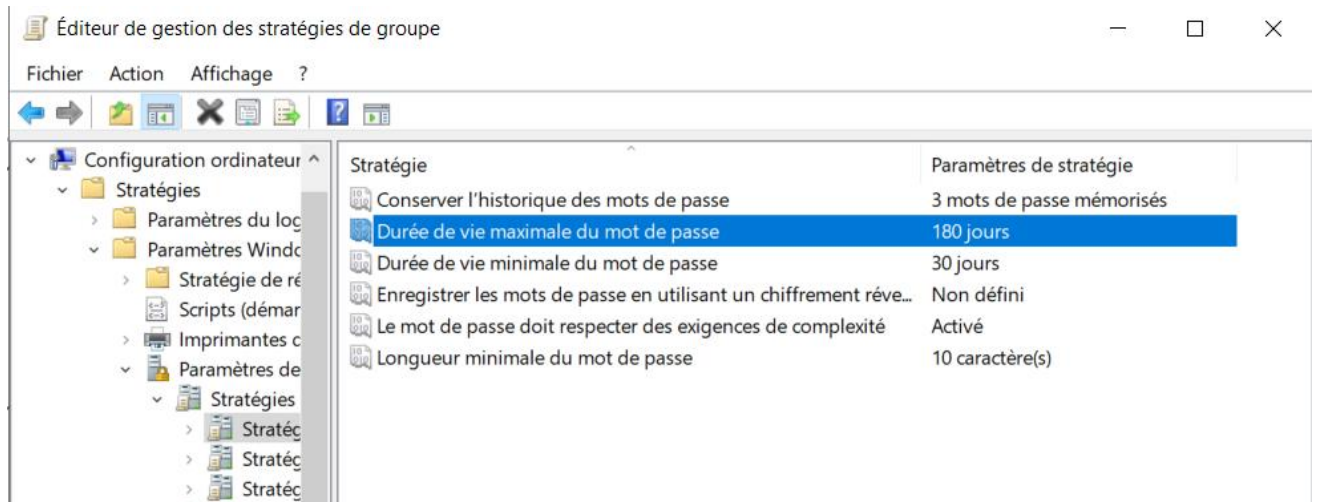 Éditeur de gestion des stratégies de groupe
Fichier Action Affichage ?
Configuration ordinateur
Stratégies
Paramètres du log
Paramètres Windo
Stratégie de ré
Scripts (démar
Imprimantes c
Paramètres de
Stratégies
Stratég
Stratég
Stratég
Stratégie Paramètres de stratégie
Conserver l'historique des mots de passe 3 mots de passe mémorisés
Durée de vie maximale du mot de passe 180 jours
Durée de vie minimale du mot de passe 30 jours
Enregistrer les mots de passe en utilisant un chiffrement réve... Non défini
Le mot de passe doit respecter des exigences de complexité Activé
Longueur minimale du mot de passe 10 caractère(s)